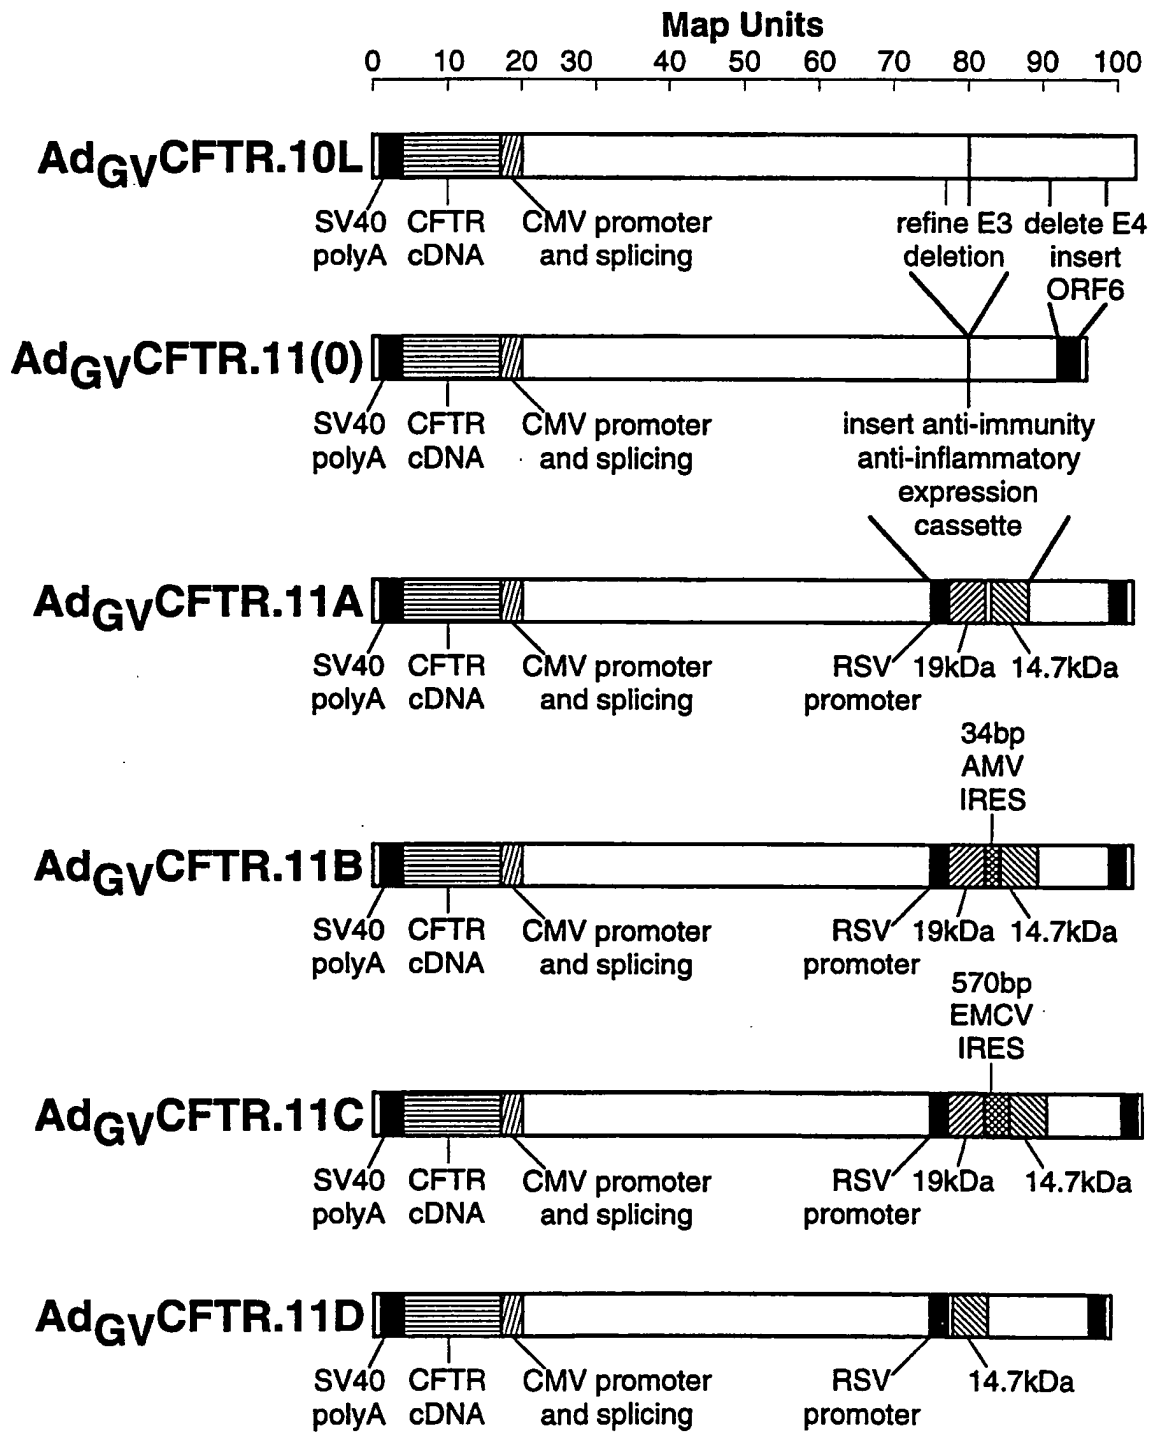 Map Units
0 10 20 30 40 50 60 70 80 90 100
AdGVCFTR.10L
SV40 CFTR CMV promoter refine E3 delete E4
polyA cDNA and splicing deletion insert
ORF6
AdGVCFTR.11(0)
SV40 CFTR CMV promoter insert anti-immunity
polyA cDNA and splicing anti-inflammatory
expression
cassette
AdGVCFTR.11A
SV40 CFTR CMV promoter RSV 19kDa 14.7kDa
polyA cDNA and splicing promoter
34bp
AMV
IRES
AdGVCFTR.11B
SV40 CFTR CMV promoter RSV 19kDa 14.7kDa
polyA cDNA and splicing promoter
570bp
EMCV
IRES
AdGVCFTR.11C
SV40 CFTR CMV promoter RSV 19kDa 14.7kDa
polyA cDNA and splicing promoter
AdGVCFTR.11D
SV40 CFTR CMV promoter RSV 14.7kDa
polyA cDNA and splicing promoter